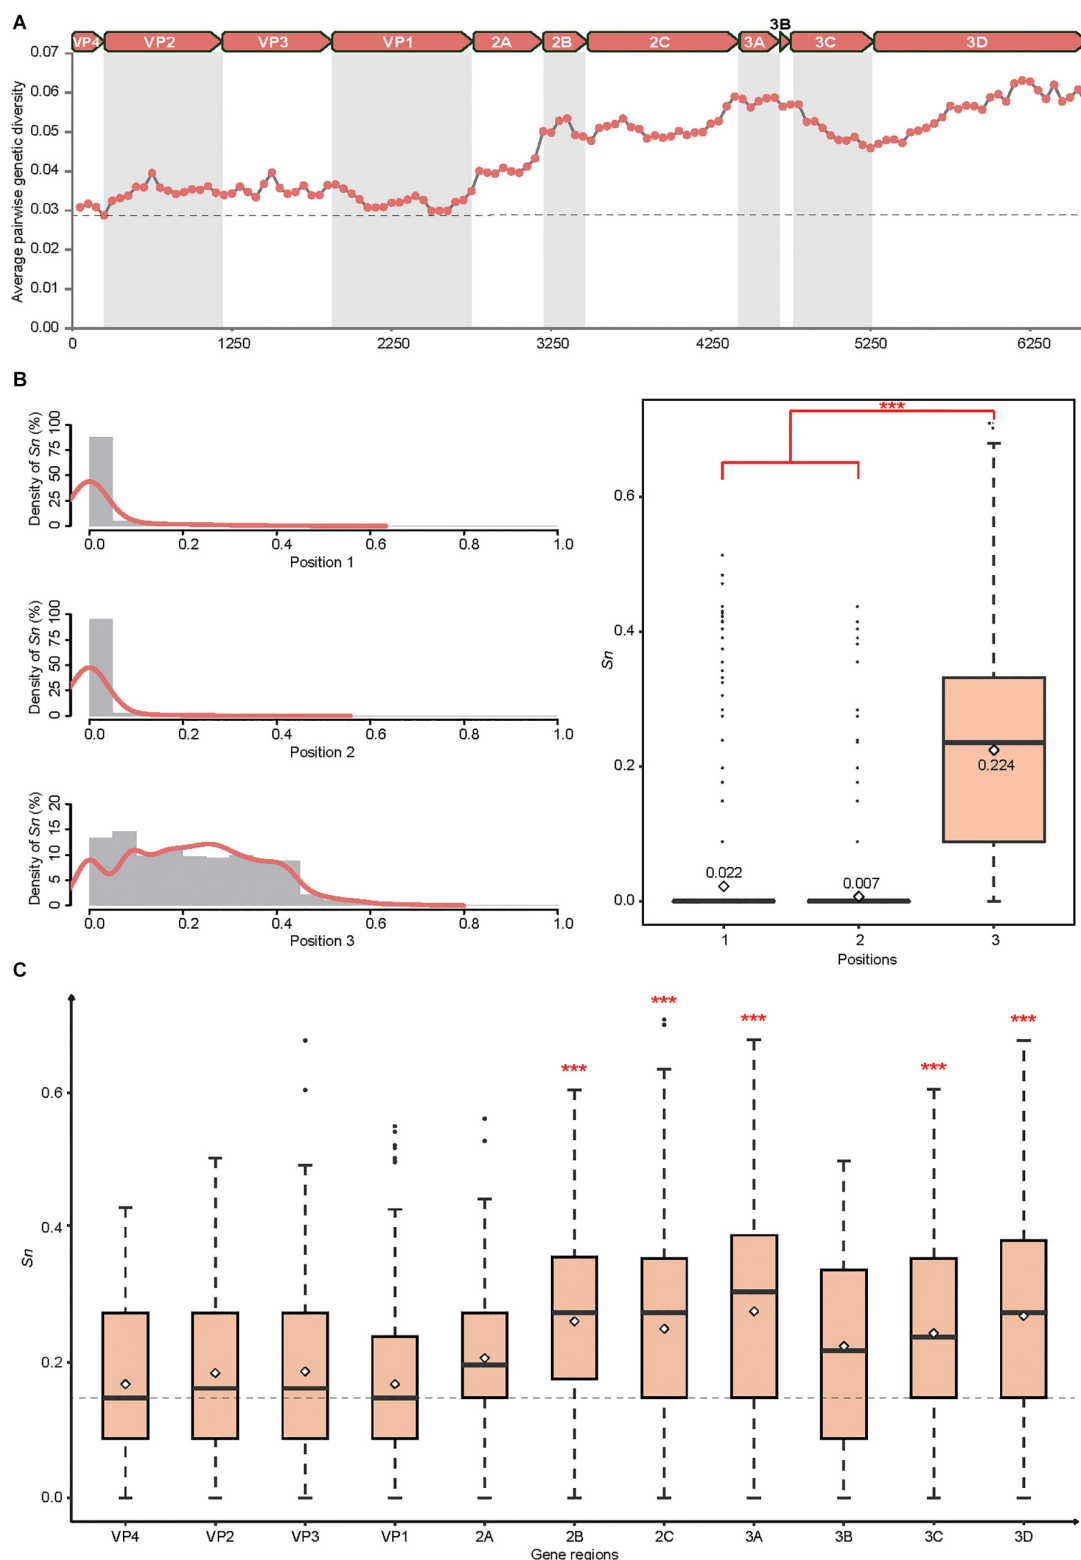 A
3B
VP4 VP2 VP3 VP1 2A 2B 2C 3A 3C 3D
Average pairwise genetic diversity
0.07
0.06
0.05
0.04
0.03
0.02
0.01
0.00
0 1250 2250 3250 4250 5250 6250
B
Density of Sn (%)
100
75
50
25
0
0.0 0.2 0.4 0.6 0.8 1.0
Position 1
Density of Sn (%)
100
75
50
25
0
0.0 0.2 0.4 0.6 0.8 1.0
Position 2
Density of Sn (%)
20
15
10
5
0
0.0 0.2 0.4 0.6 0.8 1.0
Position 3
***
Sn
0.6
0.4
0.2
0.0
0.022
0.007
0.224
1 2 3
Positions
C
*** *** *** *** ***
Sn
0.6
0.4
0.2
0.0
VP4 VP2 VP3 VP1 2A 2B 2C 3A 3B 3C 3D
Gene regions